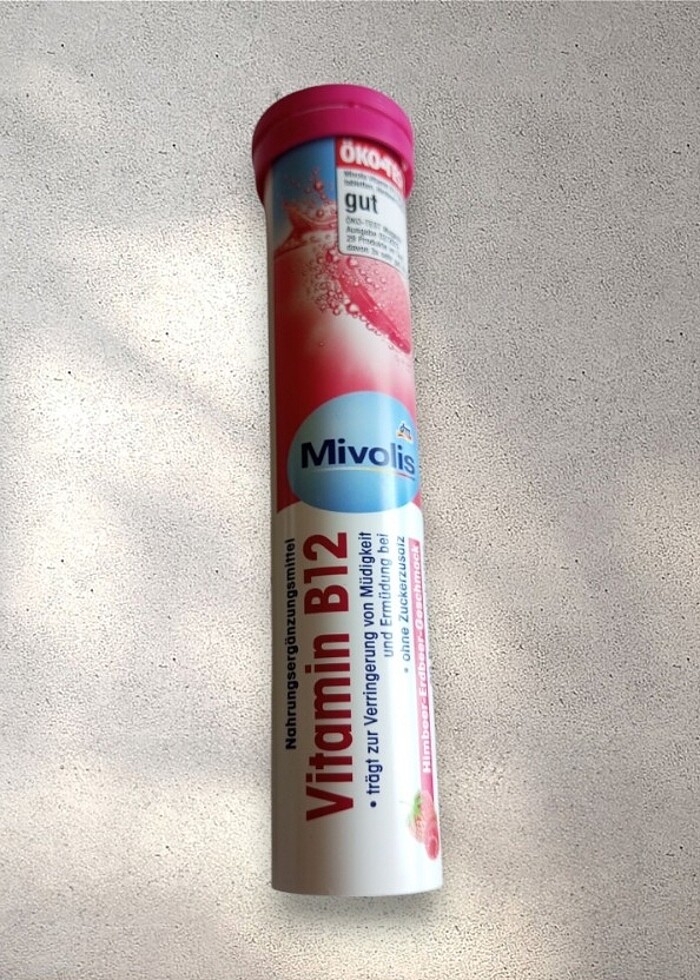 ÖKO-TEST
gut
dm
Mivolis
Nahrungsergänzungsmittel
Vitamin B12
• trägt zur Verringerung von Müdigkeit
und Ermüdung bei
• ohne Zuckerzusatz
Himbeer-Erdbeer-Geschmack